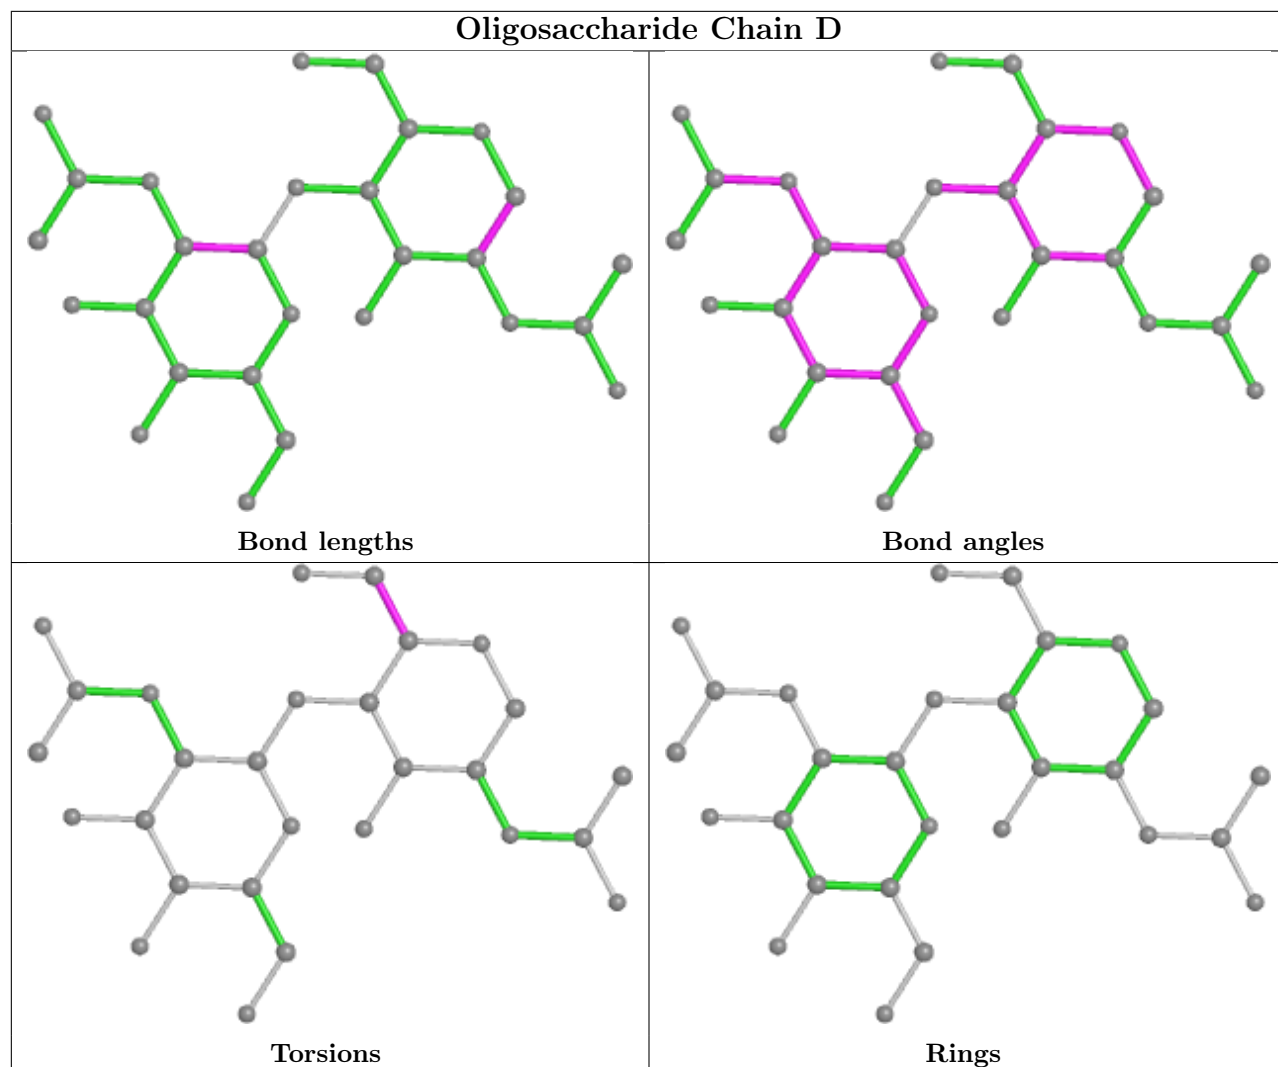 Oligosaccharide Chain D
Bond lengths
Bond angles
Torsions
Rings